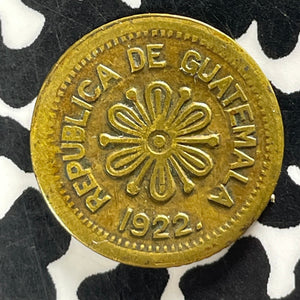 REPUBLICA DE GUATEMALA
1922.